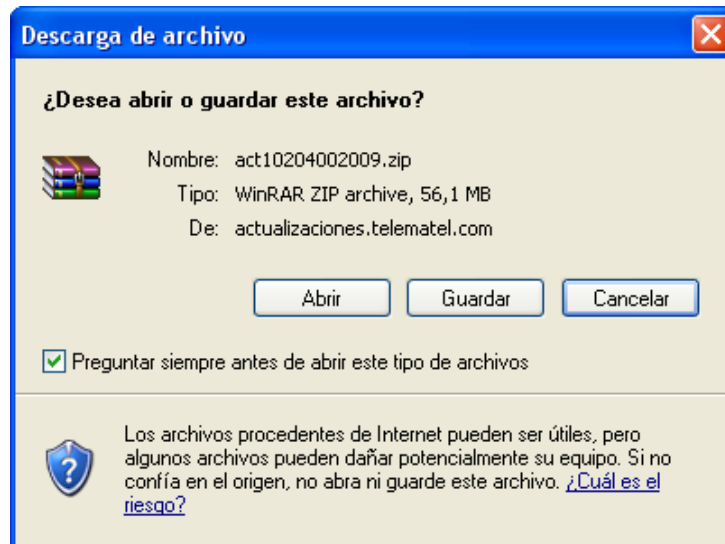 Descarga de archivo
¿Desea abrir o guardar este archivo?
Nombre: act10204002009.zip
Tipo: WinRAR ZIP archive, 56,1 MB
De: actualizaciones.telematel.com
Abrir Guardar Cancelar
Preguntar siempre antes de abrir este tipo de archivos
Los archivos procedentes de Internet pueden ser útiles, pero
algunos archivos pueden dañar potencialmente su equipo. Si no
confía en el origen, no abra ni guarde este archivo. ¿Cuál es el
riesgo?